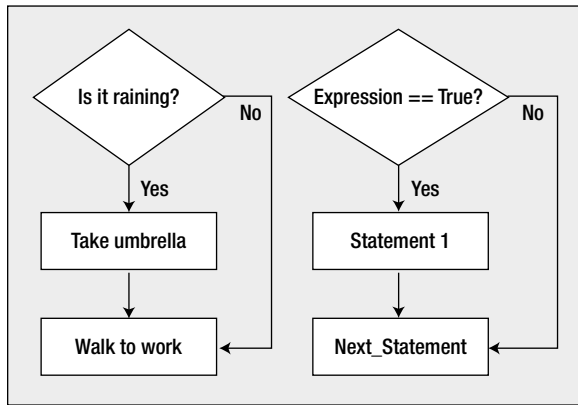 Is it raining?
No
Yes
Take umbrella
Walk to work
Expression == True?
No
Yes
Statement 1
Next_Statement